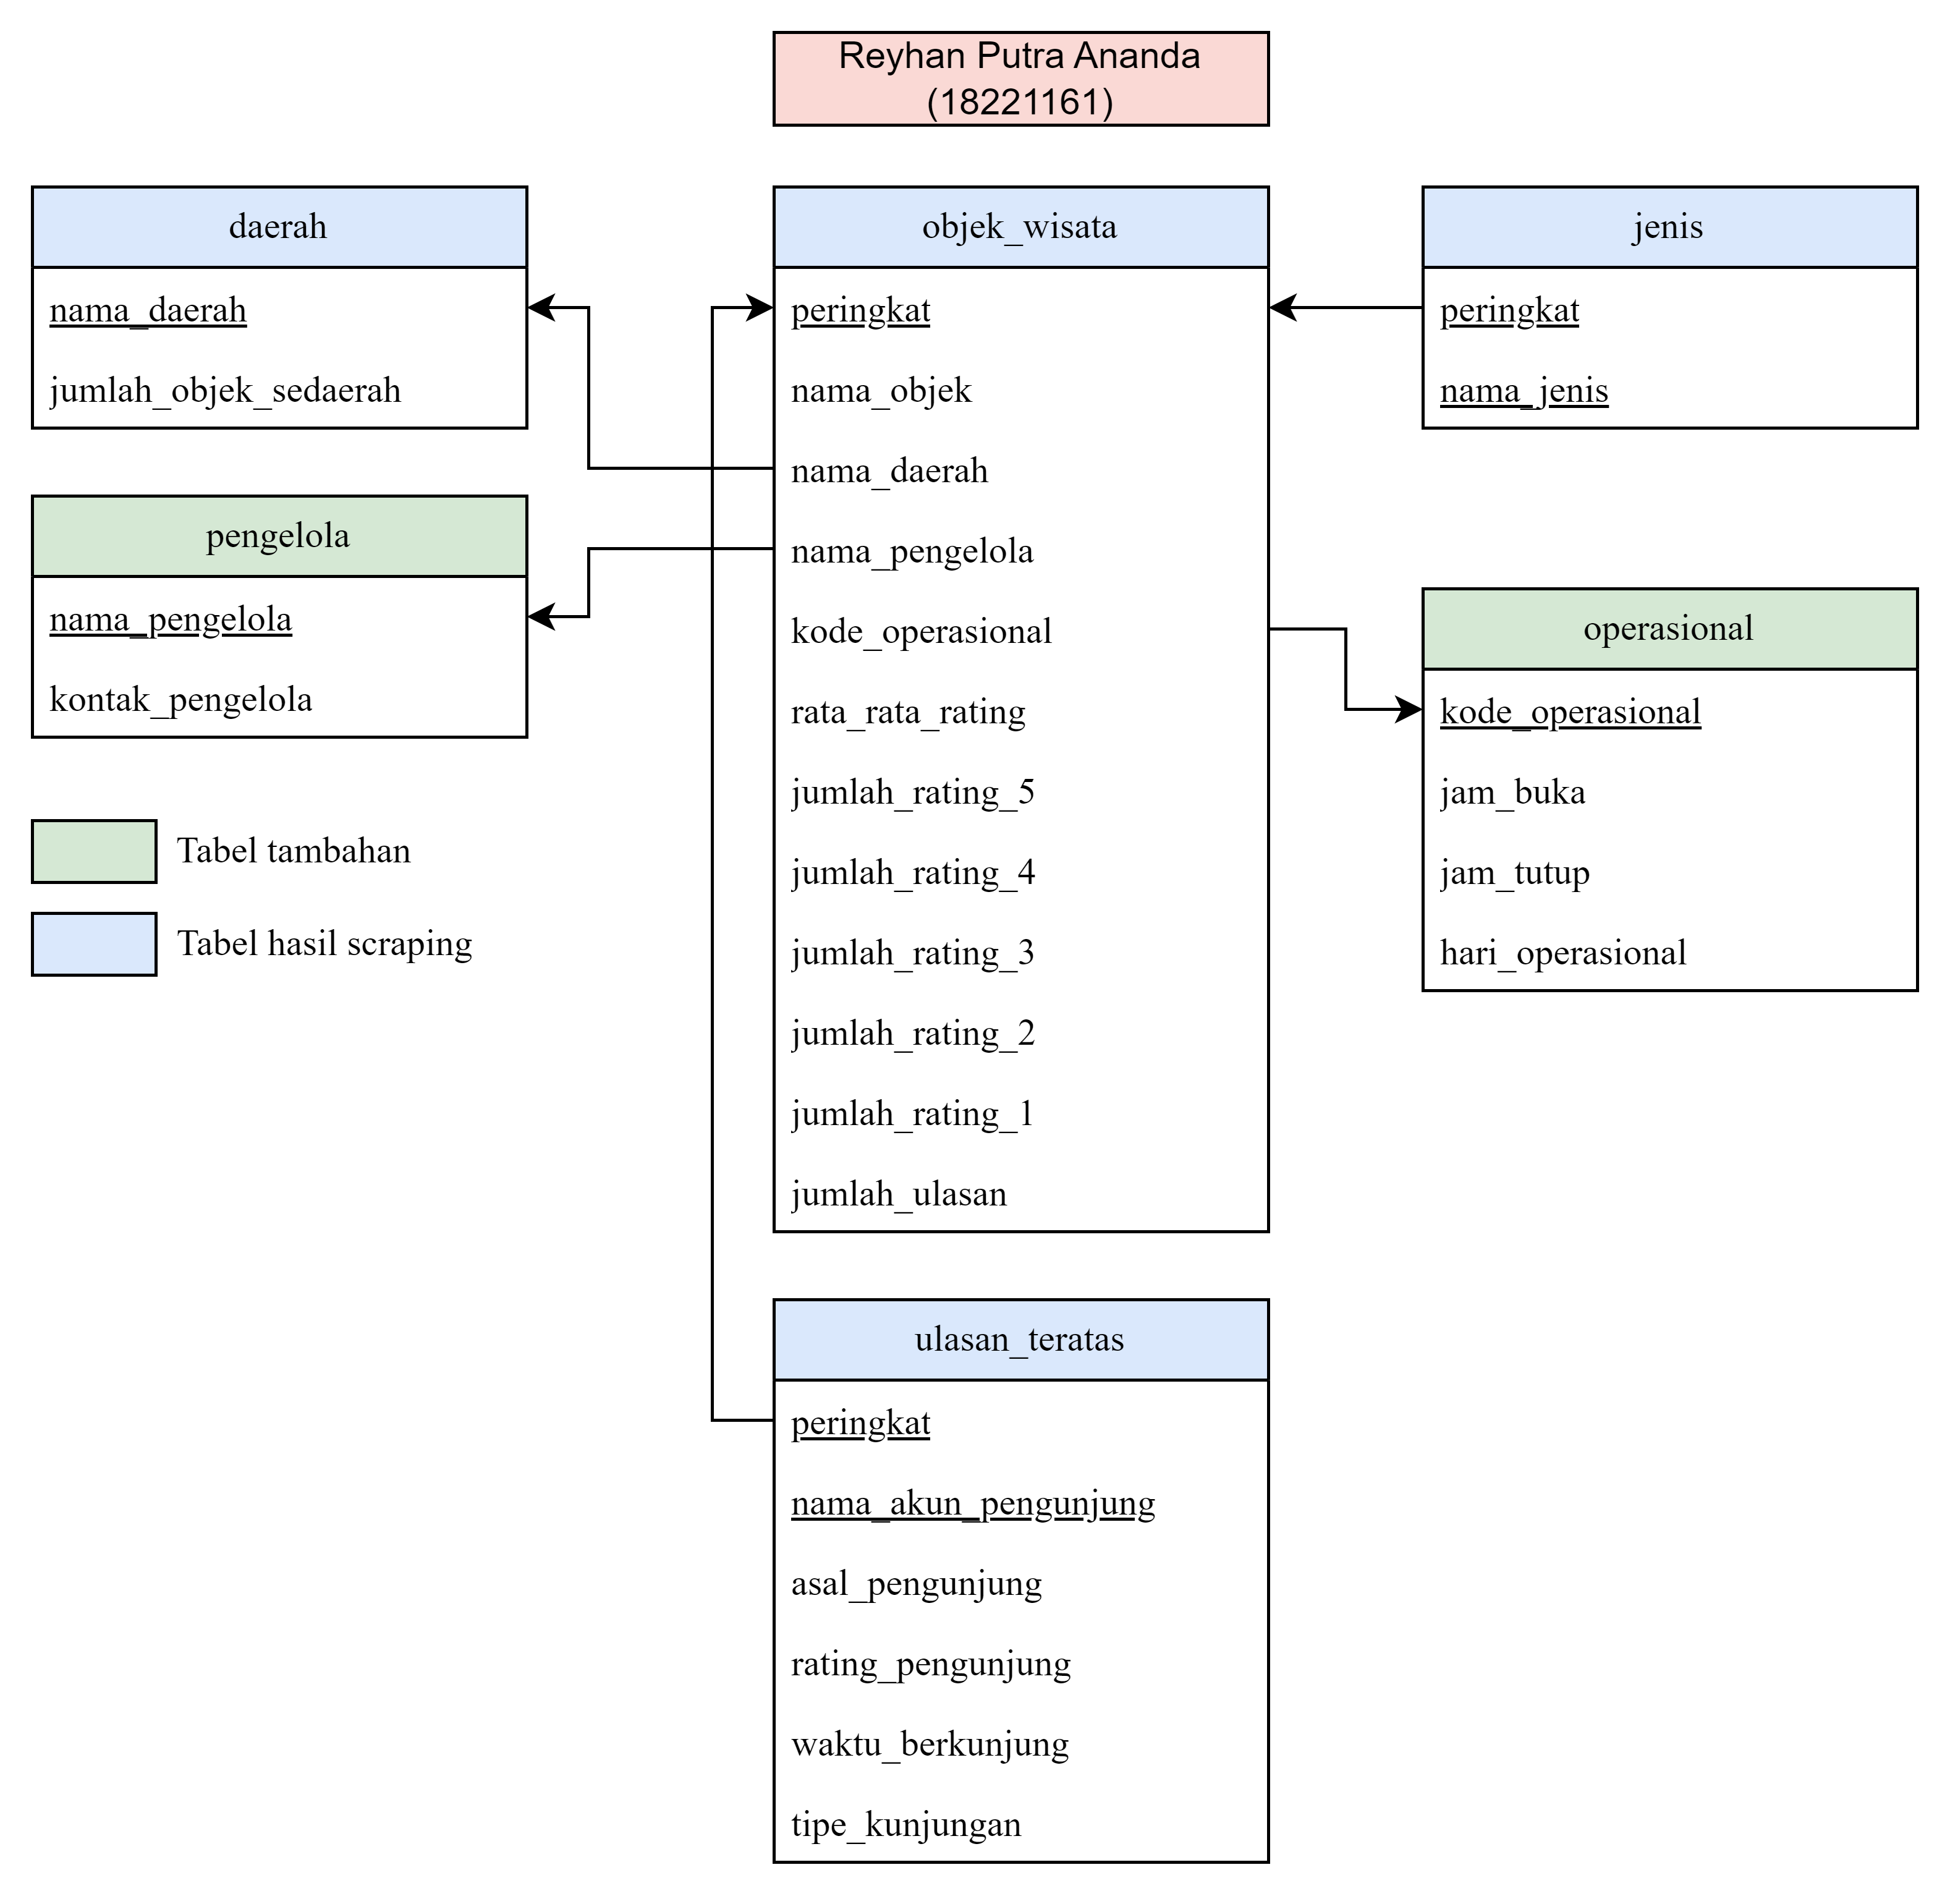 Reyhan Putra Ananda
(18221161)
daerah
nama_daerah
jumlah_objek_sedaerah
pengelola
nama_pengelola
kontak_pengelola
Tabel tambahan
Tabel hasil scraping
objek_wisata
peringkat
nama_objek
nama_daerah
nama_pengelola
kode_operasional
rata_rata_rating
jumlah_rating_5
jumlah_rating_4
jumlah_rating_3
jumlah_rating_2
jumlah_rating_1
jumlah_ulasan
jenis
peringkat
nama_jenis
operasional
kode_operasional
jam_buka
jam_tutup
hari_operasional
ulasan_teratas
peringkat
nama_akun_pengunjung
asal_pengunjung
rating_pengunjung
waktu_berkunjung
tipe_kunjungan